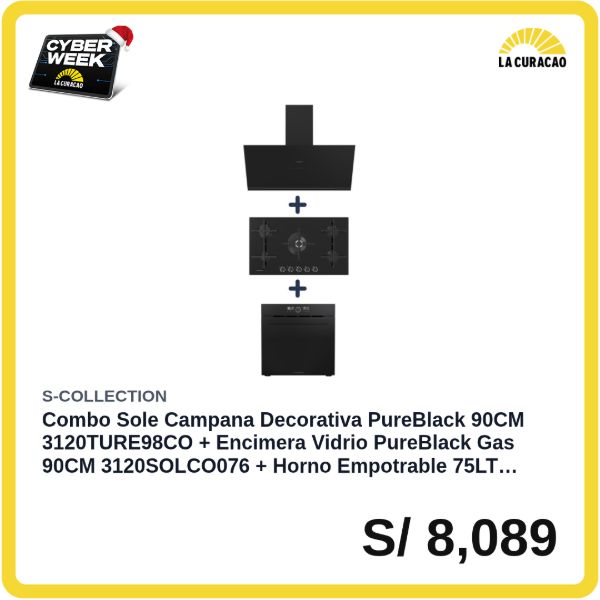 CYBER
WEEK
LA CURACAO
LA CURACAO
S-COLLECTION
Combo Sole Campana Decorativa PureBlack 90CM
3120TURE98CO + Encimera Vidrio PureBlack Gas
90CM 3120SOLCO076 + Horno Empotrable 75LT…
S/ 8,089